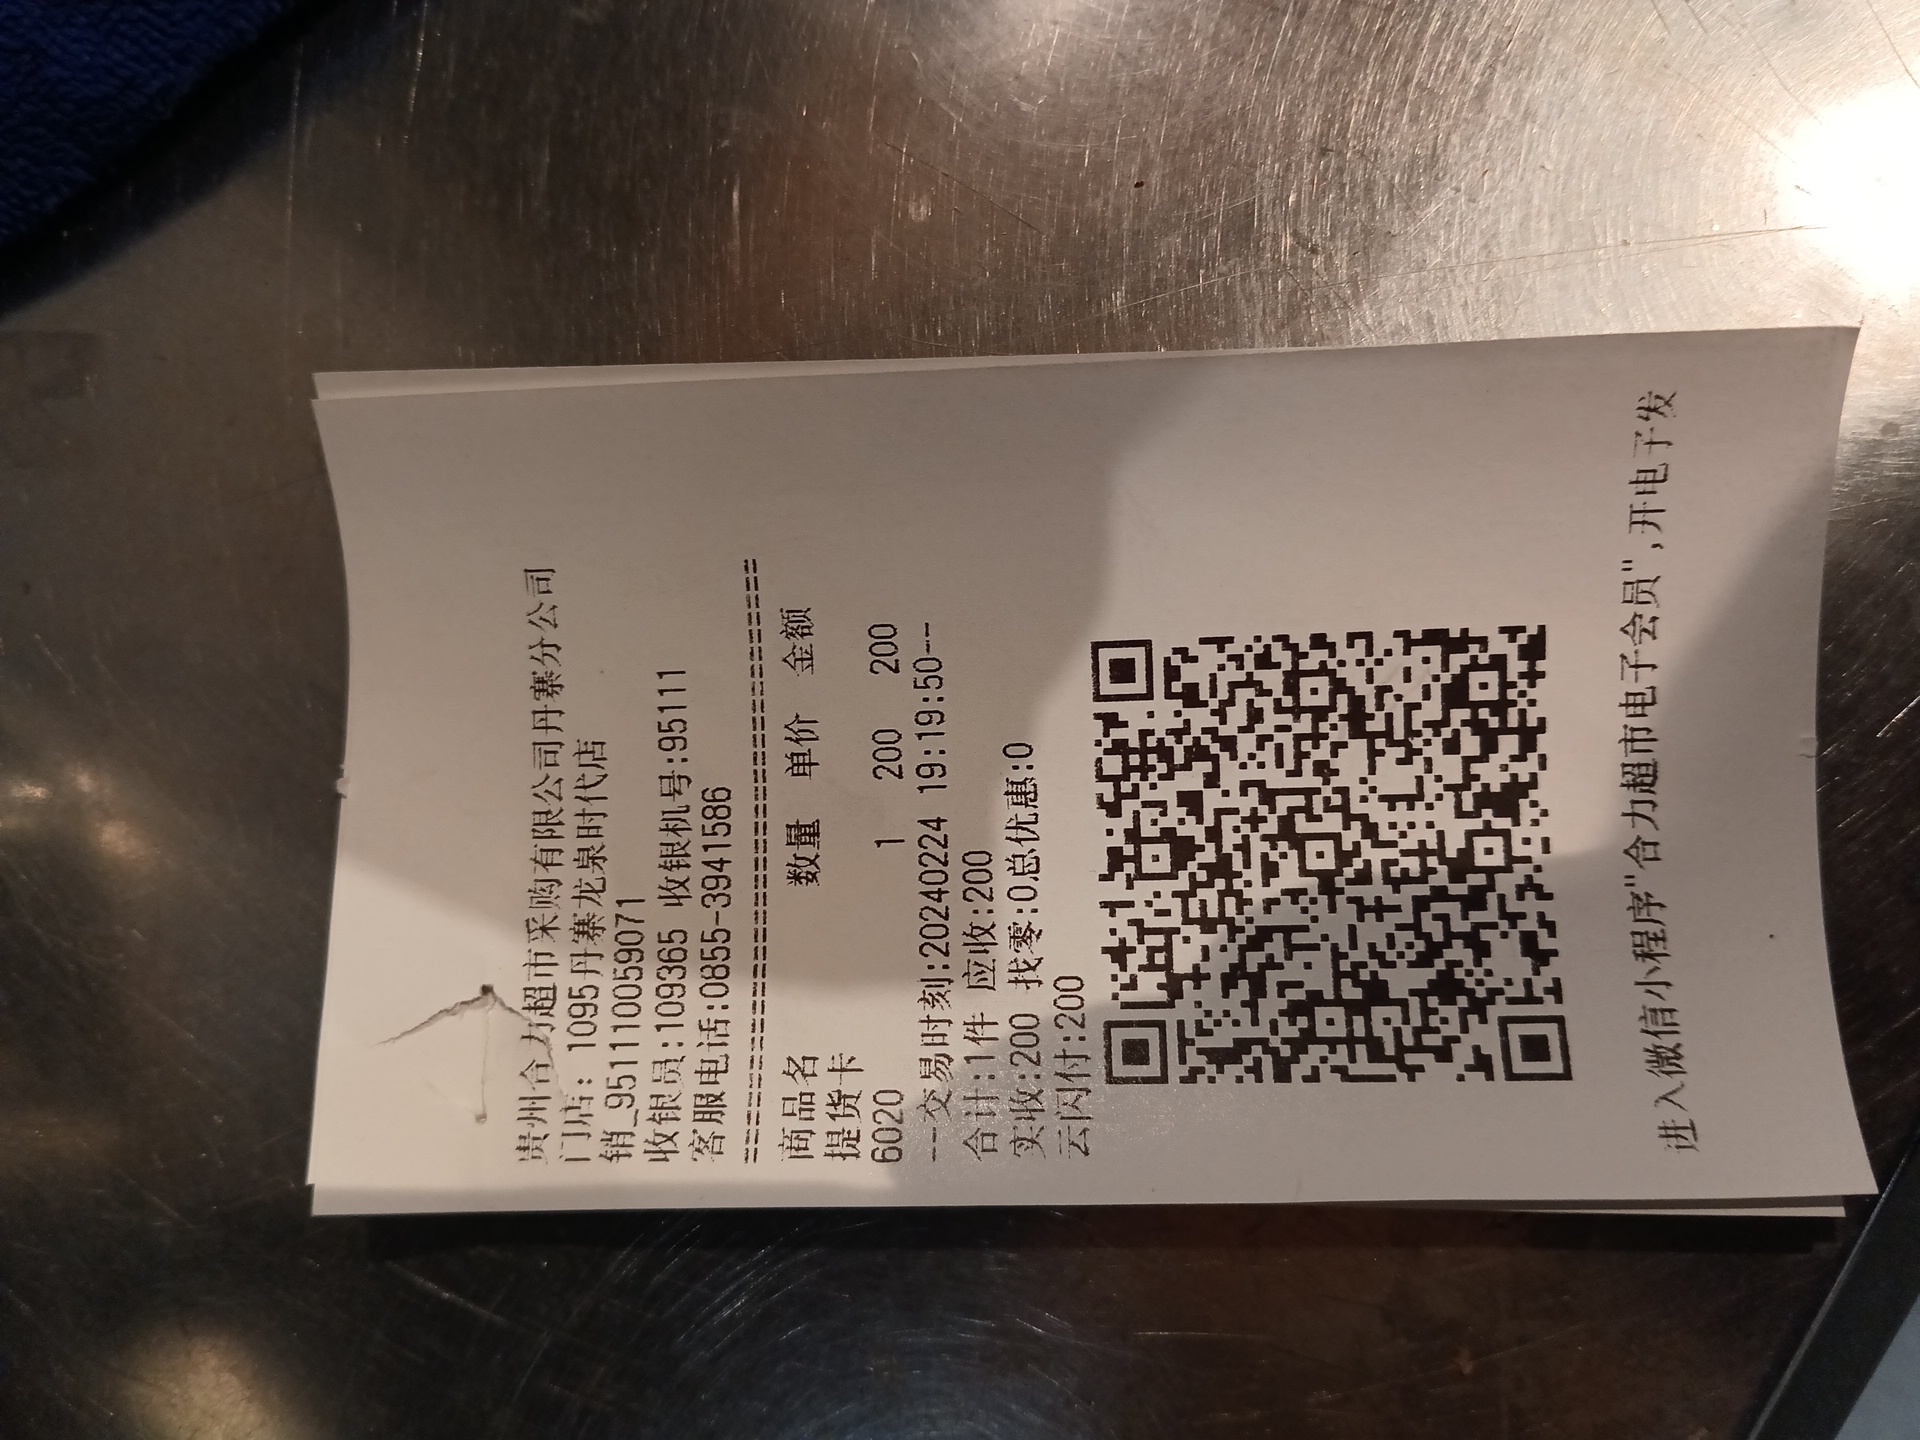 贵州合力超市采购有限公司丹寨分公司
门店: 1095丹寨龙泉时代店
销_9511100059071
收银员:109365 收银机号:95111
客服电话:0855-3941586
商品名 数量 单价 金额
提货卡
6020 1 200 200
--交易时刻:20240224 19:19:50--
合计:1件 应收:200
实收:200 找零:0总优惠:0
云闪付:200
进入微信小程序"合力超市电子会员",开电子发